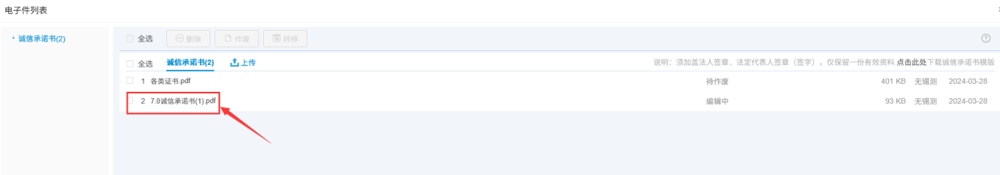 电子件列表
诚信承诺书(2)
全选 删除 作废 转移
全选 诚信承诺书(2) 上传 说明：须加盖法人签章、法定代表人签章（签字），仅保留一份有效资料 点击此处下载诚信承诺书模版
1 各类证书.pdf 待作废 401 KB 无锡测 2024-03-28
2 7.0诚信承诺书(1).pdf 编辑中 93 KB 无锡测 2024-03-28